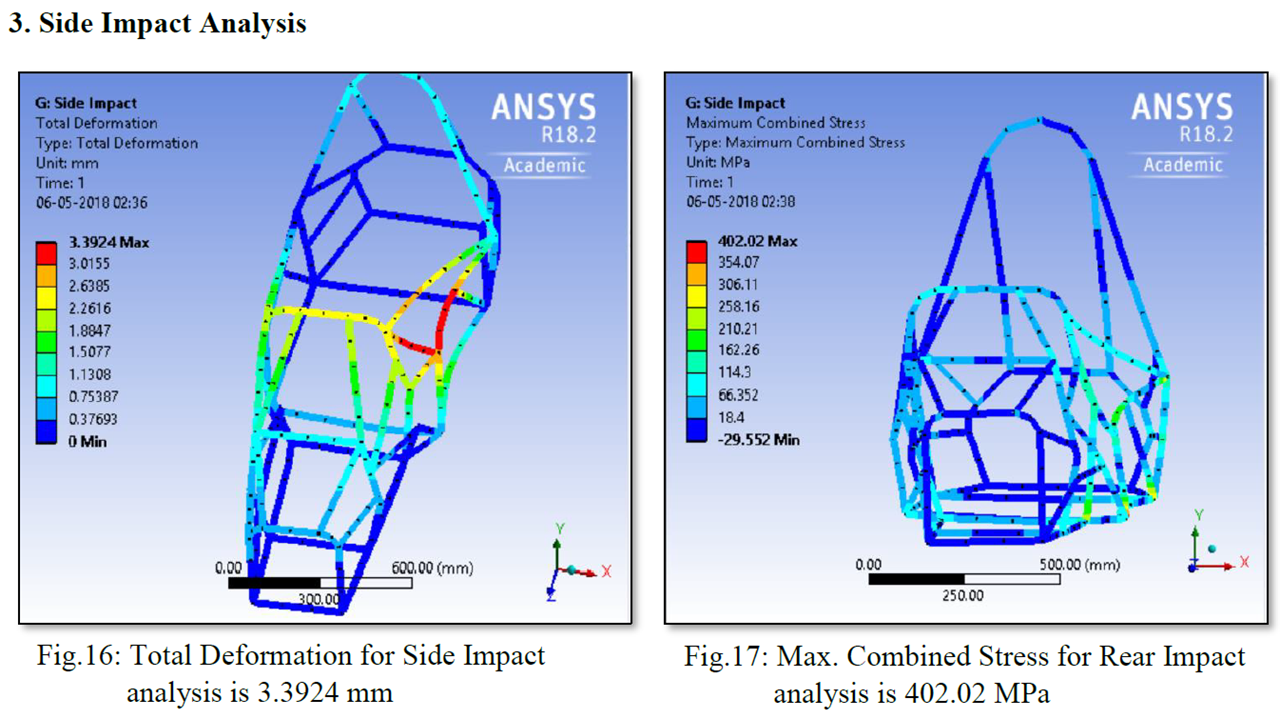 3. Side Impact Analysis
G: Side Impact
Total Deformation
Type: Total Deformation
Unit: mm
Time: 1
06-05-2018 02:36
3.3924 Max
3.0155
2.6385
2.2616
1.8847
1.5077
1.1308
0.75387
0.37693
0 Min
ANSYS
R18.2
Academic
0.00
600.00 (mm)
300.00
Y
X
Z
Fig.16: Total Deformation for Side Impact
analysis is 3.3924 mm
G: Side Impact
Maximum Combined Stress
Type: Maximum Combined Stress
Unit: MPa
Time: 1
06-05-2018 02:38
402.02 Max
354.07
306.11
258.16
210.21
162.26
114.3
66.352
18.4
-29.552 Min
ANSYS
R18.2
Academic
0.00
500.00 (mm)
250.00
Y
X
Z
Fig.17: Max. Combined Stress for Rear Impact
analysis is 402.02 MPa